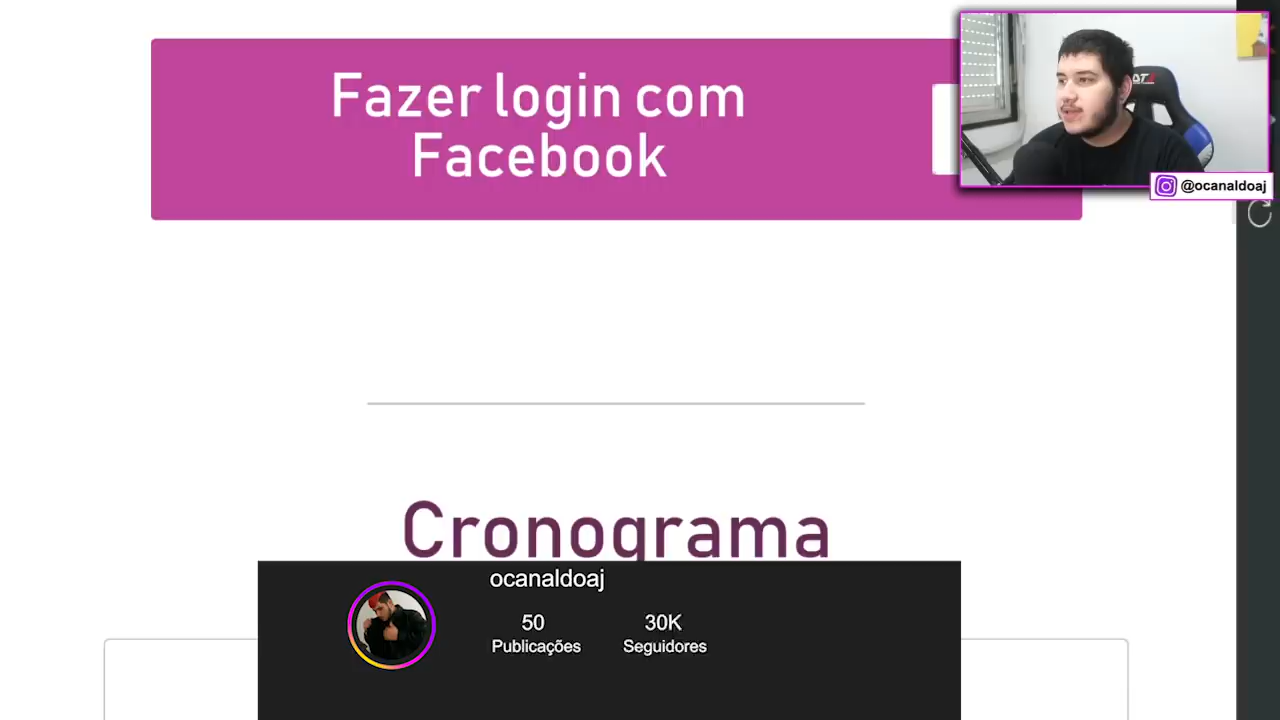 Fazer login com
Facebook
@ocanaldoaj
Cronograma
ocanaldoaj
50
30K
Publicações
Seguidores